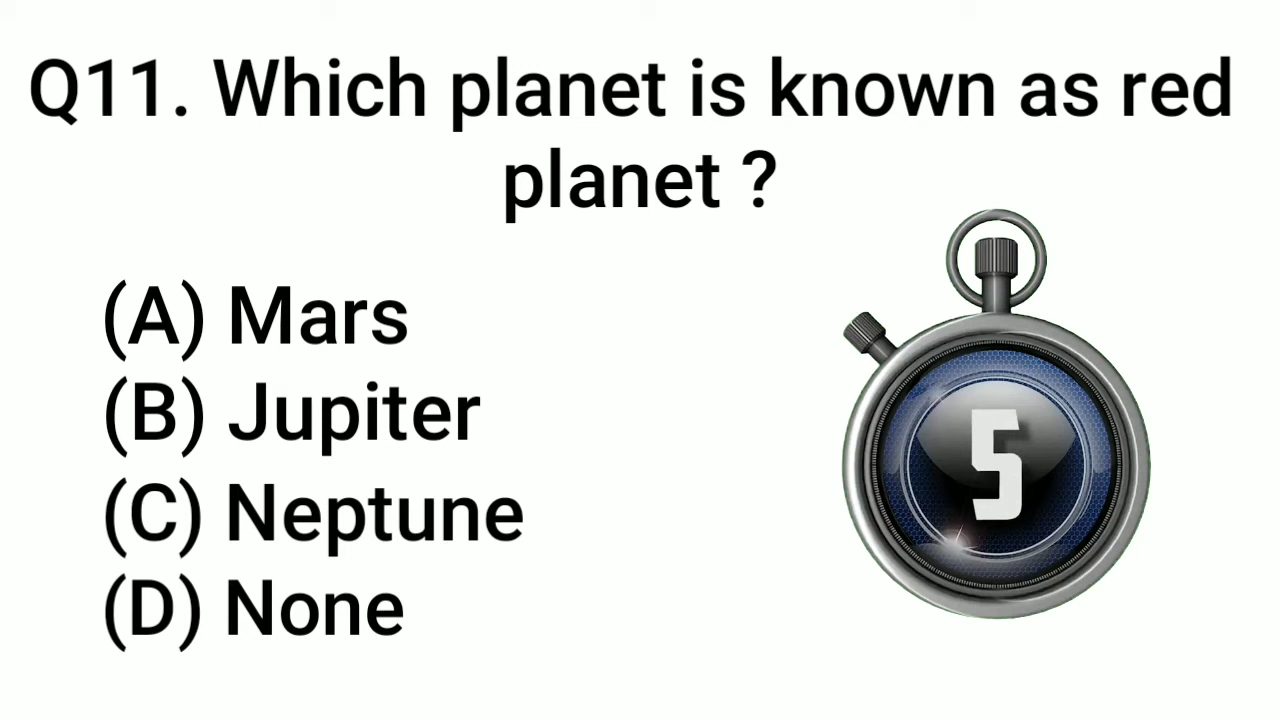 Q11. Which planet is known as red
planet ?
(A) Mars
(B) Jupiter
(C) Neptune
(D) None
5